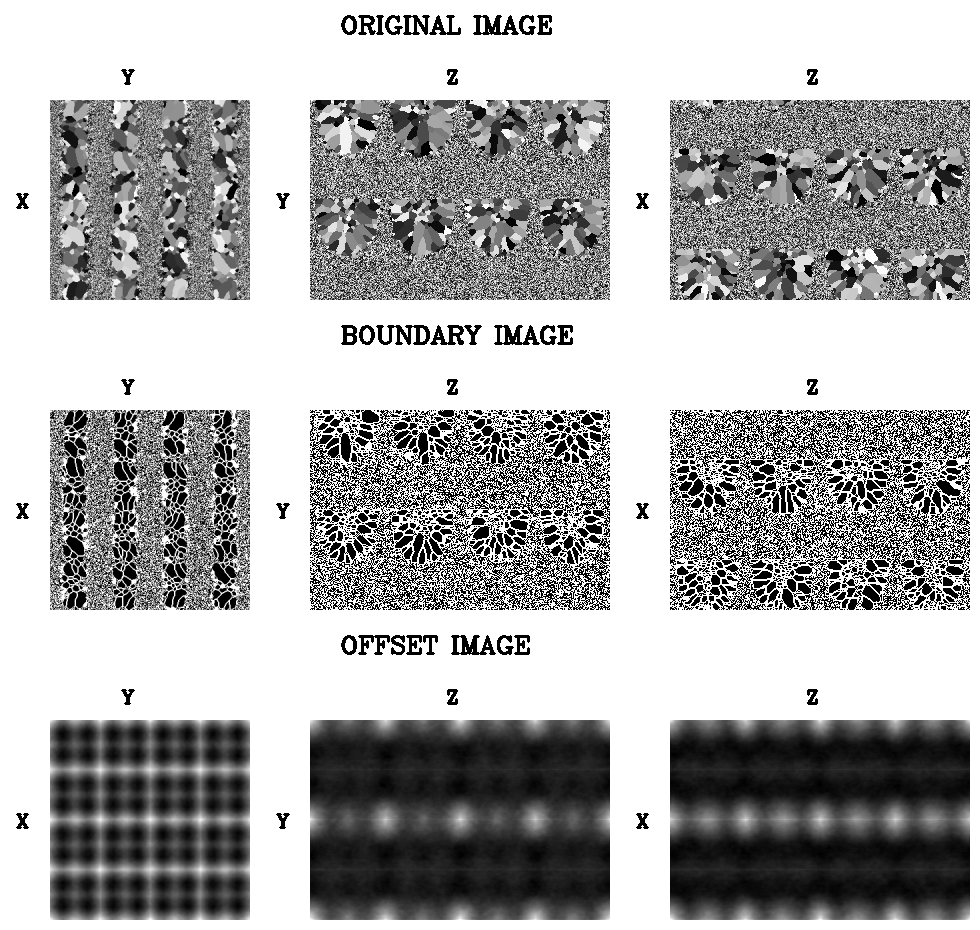 ORIGINAL IMAGE
Y Z Z
X Y X
BOUNDARY IMAGE
Y Z Z
X Y X
OFFSET IMAGE
Y Z Z
X Y X